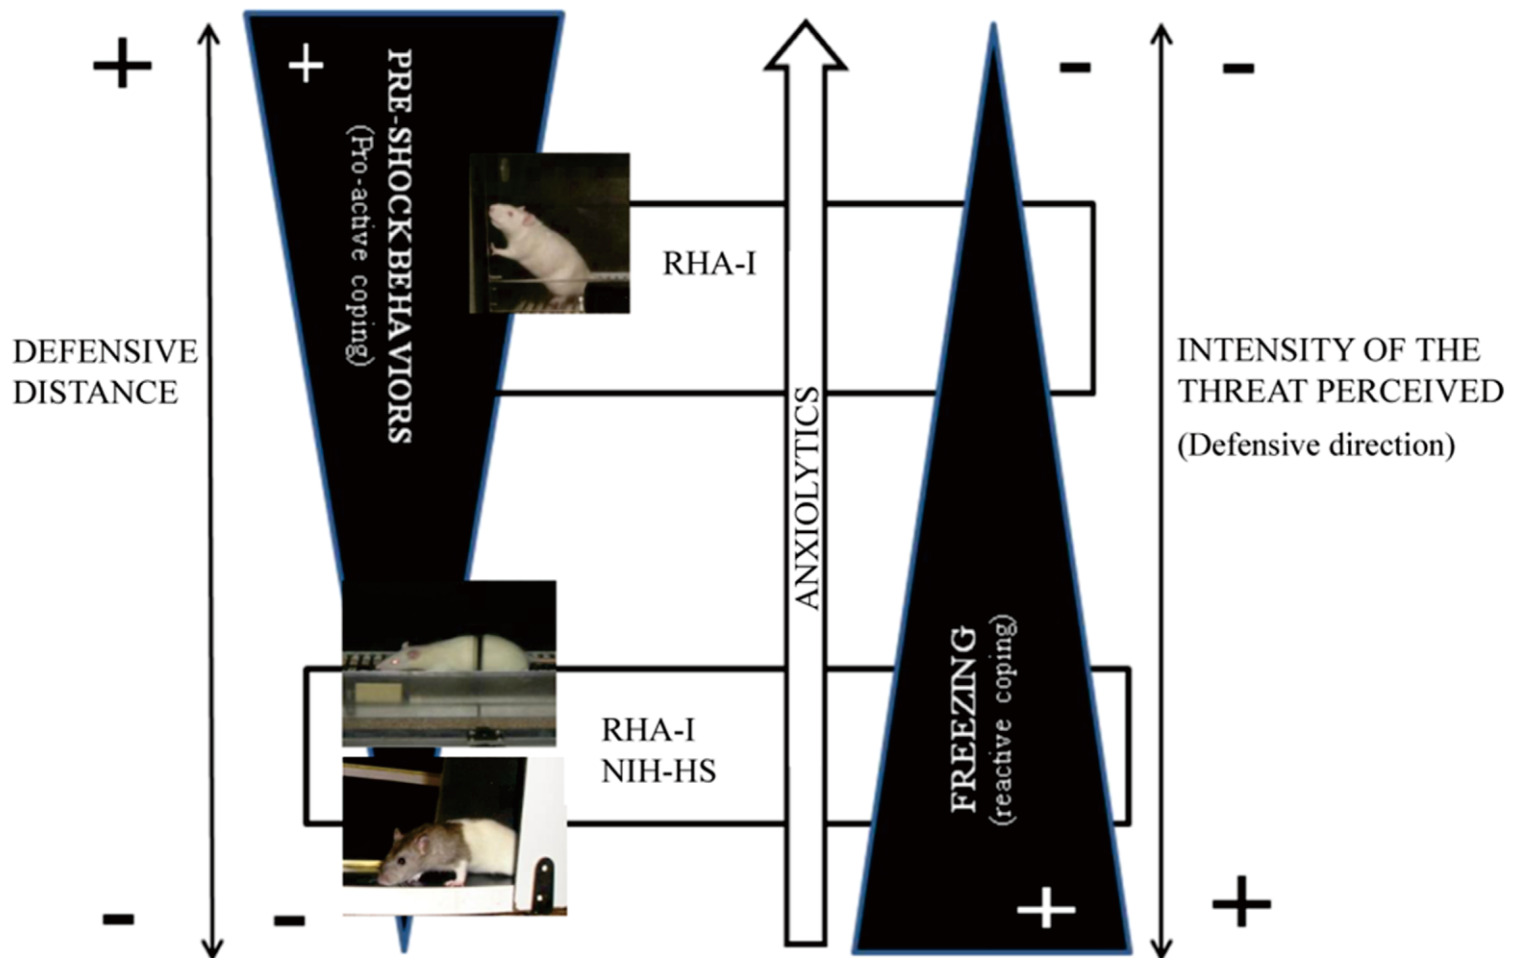 +
+
PRE-SHOCK BEHAVIORS
(Pro-active coping)
-
-
RHA-I
DEFENSIVE
DISTANCE
ANXIOLYTICS
INTENSITY OF THE
THREAT PERCEIVED
(Defensive direction)
RHA-I
NIH-HS
FREEZING
(reactive coping)
-
-
+
+